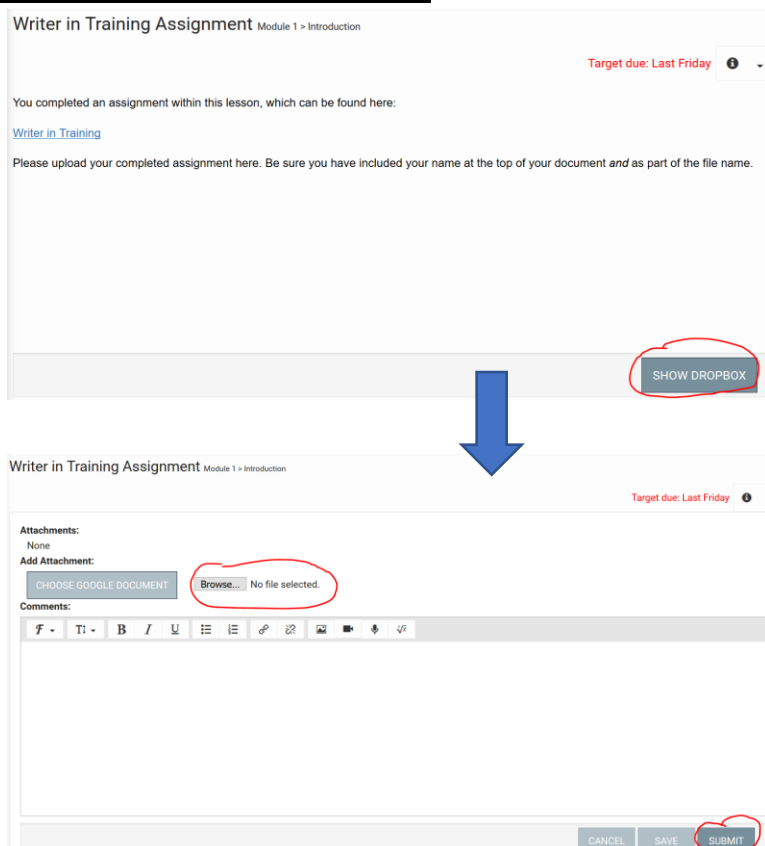 Writer in Training Assignment Module 1 > Introduction
Target due: Last Friday
You completed an assignment within this lesson, which can be found here:
Writer in Training
Please upload your completed assignment here. Be sure you have included your name at the top of your document and as part of the file name.
SHOW DROPBOX
Writer in Training Assignment Module 1 > Introduction
Target due: Last Friday
Attachments:
None
Add Attachment:
CHOOSE GOOGLE DOCUMENT Browse... No file selected.
Comments:
F TI B I U √x
CANCEL SAVE SUBMIT